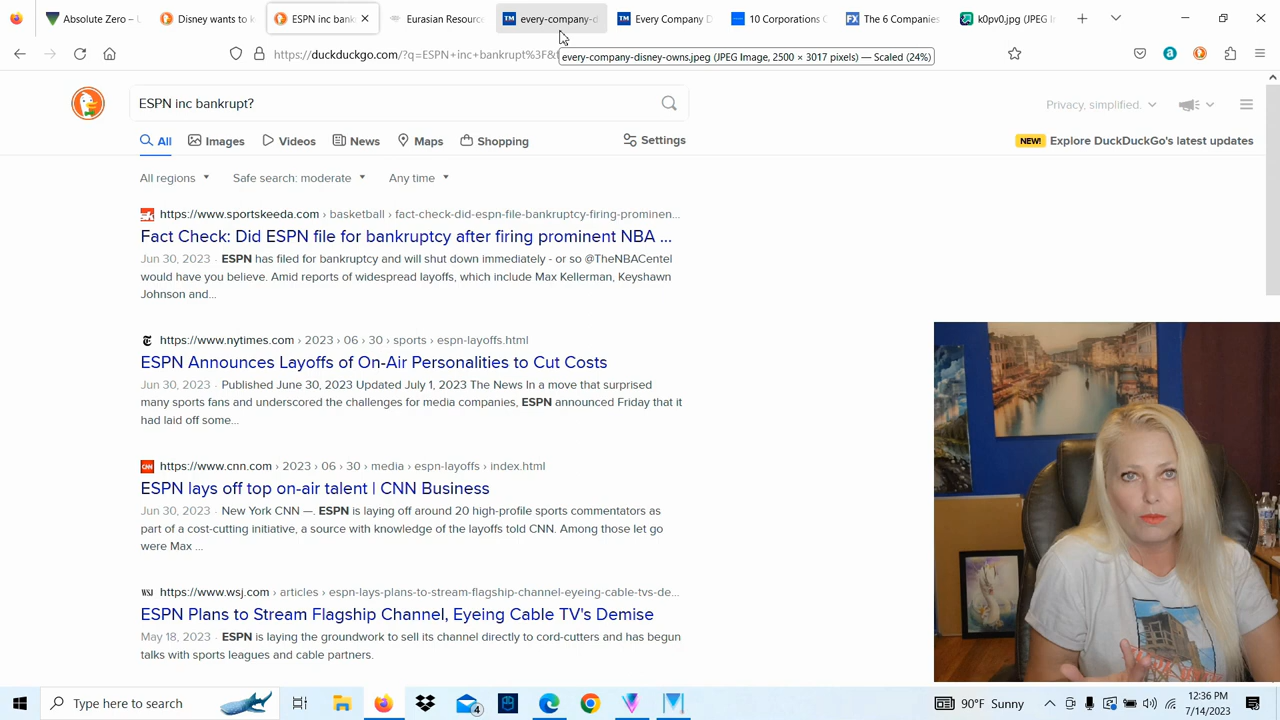 Absolute Zero –
Disney wants to
ESPN inc bank
Eurasian Resourc
every-company-d
Every Company D
10 Corporations
The 6 Companies
k0pv0.jpg (JPEG I
https://duckduckgo.com/?q=ESPN+inc+bankrupt%3F&
every-company-disney-owns.jpeg (JPEG Image, 2500 × 3017 pixels) — Scaled (24%)
ESPN inc bankrupt?
Privacy, simplified.
All
Images
Videos
News
Maps
Shopping
Settings
NEW! Explore DuckDuckGo's latest updates
All regions
Safe search: moderate
Any time
https://www.sportskeeda.com › basketball › fact-check-did-espn-file-bankruptcy-firing-prominen...
Fact Check: Did ESPN file for bankruptcy after firing prominent NBA ...
Jun 30, 2023 · ESPN has filed for bankruptcy and will shut down immediately - or so @TheNBACentel
would have you believe. Amid reports of widespread layoffs, which include Max Kellerman, Keyshawn
Johnson and...
https://www.nytimes.com › 2023 › 06 › 30 › sports › espn-layoffs.html
ESPN Announces Layoffs of On-Air Personalities to Cut Costs
Jun 30, 2023 · Published June 30, 2023 Updated July 1, 2023 The News In a move that surprised
many sports fans and underscored the challenges for media companies, ESPN announced Friday that it
had laid off some...
https://www.cnn.com › 2023 › 06 › 30 › media › espn-layoffs › index.html
ESPN lays off top on-air talent | CNN Business
Jun 30, 2023 · New York CNN —. ESPN is laying off around 20 high-profile sports commentators as
part of a cost-cutting initiative, a source with knowledge of the layoffs told CNN. Among those let go
were Max ...
https://www.wsj.com › articles › espn-lays-plans-to-stream-flagship-channel-eyeing-cable-tvs-de...
ESPN Plans to Stream Flagship Channel, Eyeing Cable TV's Demise
May 18, 2023 · ESPN is laying the groundwork to sell its channel directly to cord-cutters and has begun
talks with sports leagues and cable partners.
Type here to search
4
90°F Sunny
12:36 PM
7/14/2023